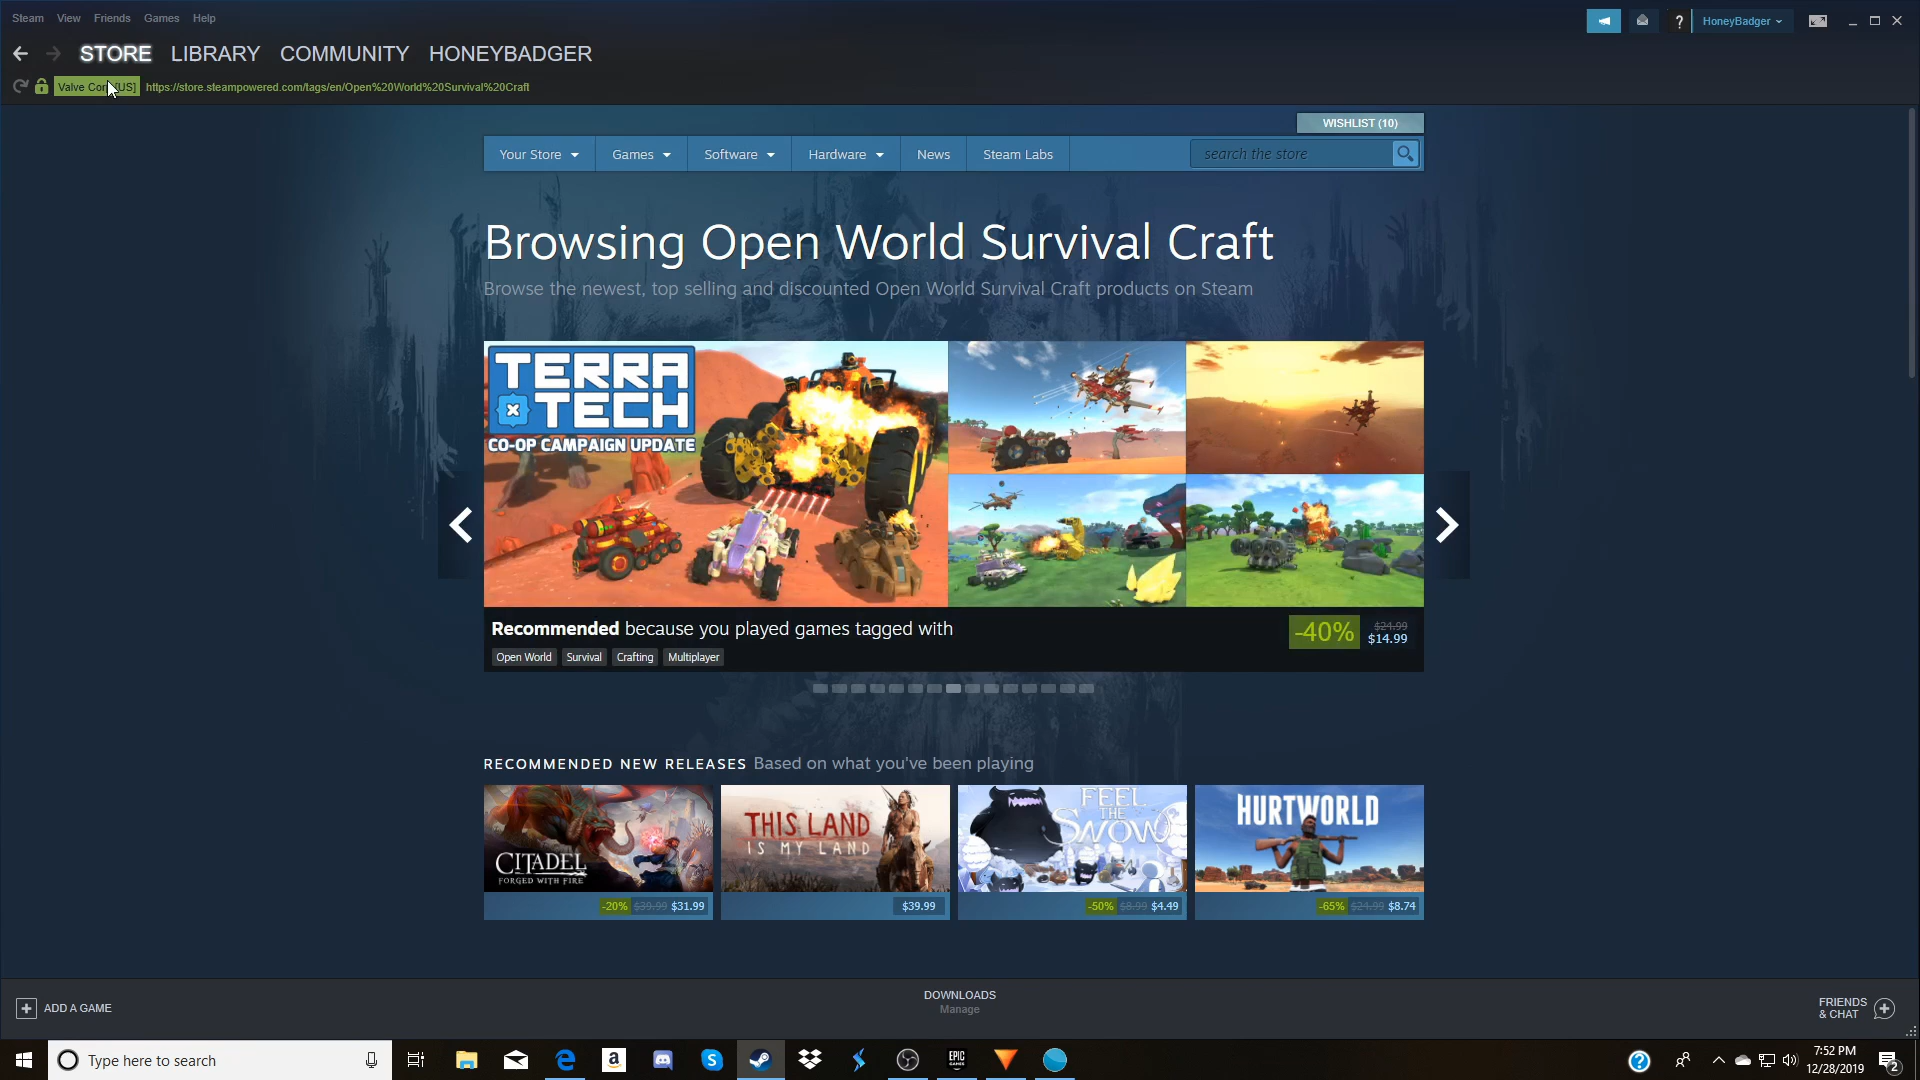 Steam View Friends Games Help
HoneyBadger
STORE LIBRARY COMMUNITY HONEYBADGER
Valve Cor [US] https://store.steampowered.com/tags/en/Open%20World%20Survival%20Craft
WISHLIST (10)
Your Store Games Software Hardware News Steam Labs search the store
Browsing Open World Survival Craft
Browse the newest, top selling and discounted Open World Survival Craft products on Steam
TERRA
TECH
CO-OP CAMPAIGN UPDATE
Recommended because you played games tagged with
Open World Survival Crafting Multiplayer
-40% $24.99
$14.99
RECOMMENDED NEW RELEASES Based on what you've been playing
CITADEL
FORGED WITH FIRE
THIS LAND
IS MY LAND
FEEL
THE
SNOW
HURTWORLD
-20% $39.99 $31.99
$39.99
-50% $8.99 $4.49
-65% $24.99 $8.74
ADD A GAME
DOWNLOADS
Manage
FRIENDS
& CHAT
Type here to search
a
EPIC
GAMES
7:52 PM
12/28/2019
2